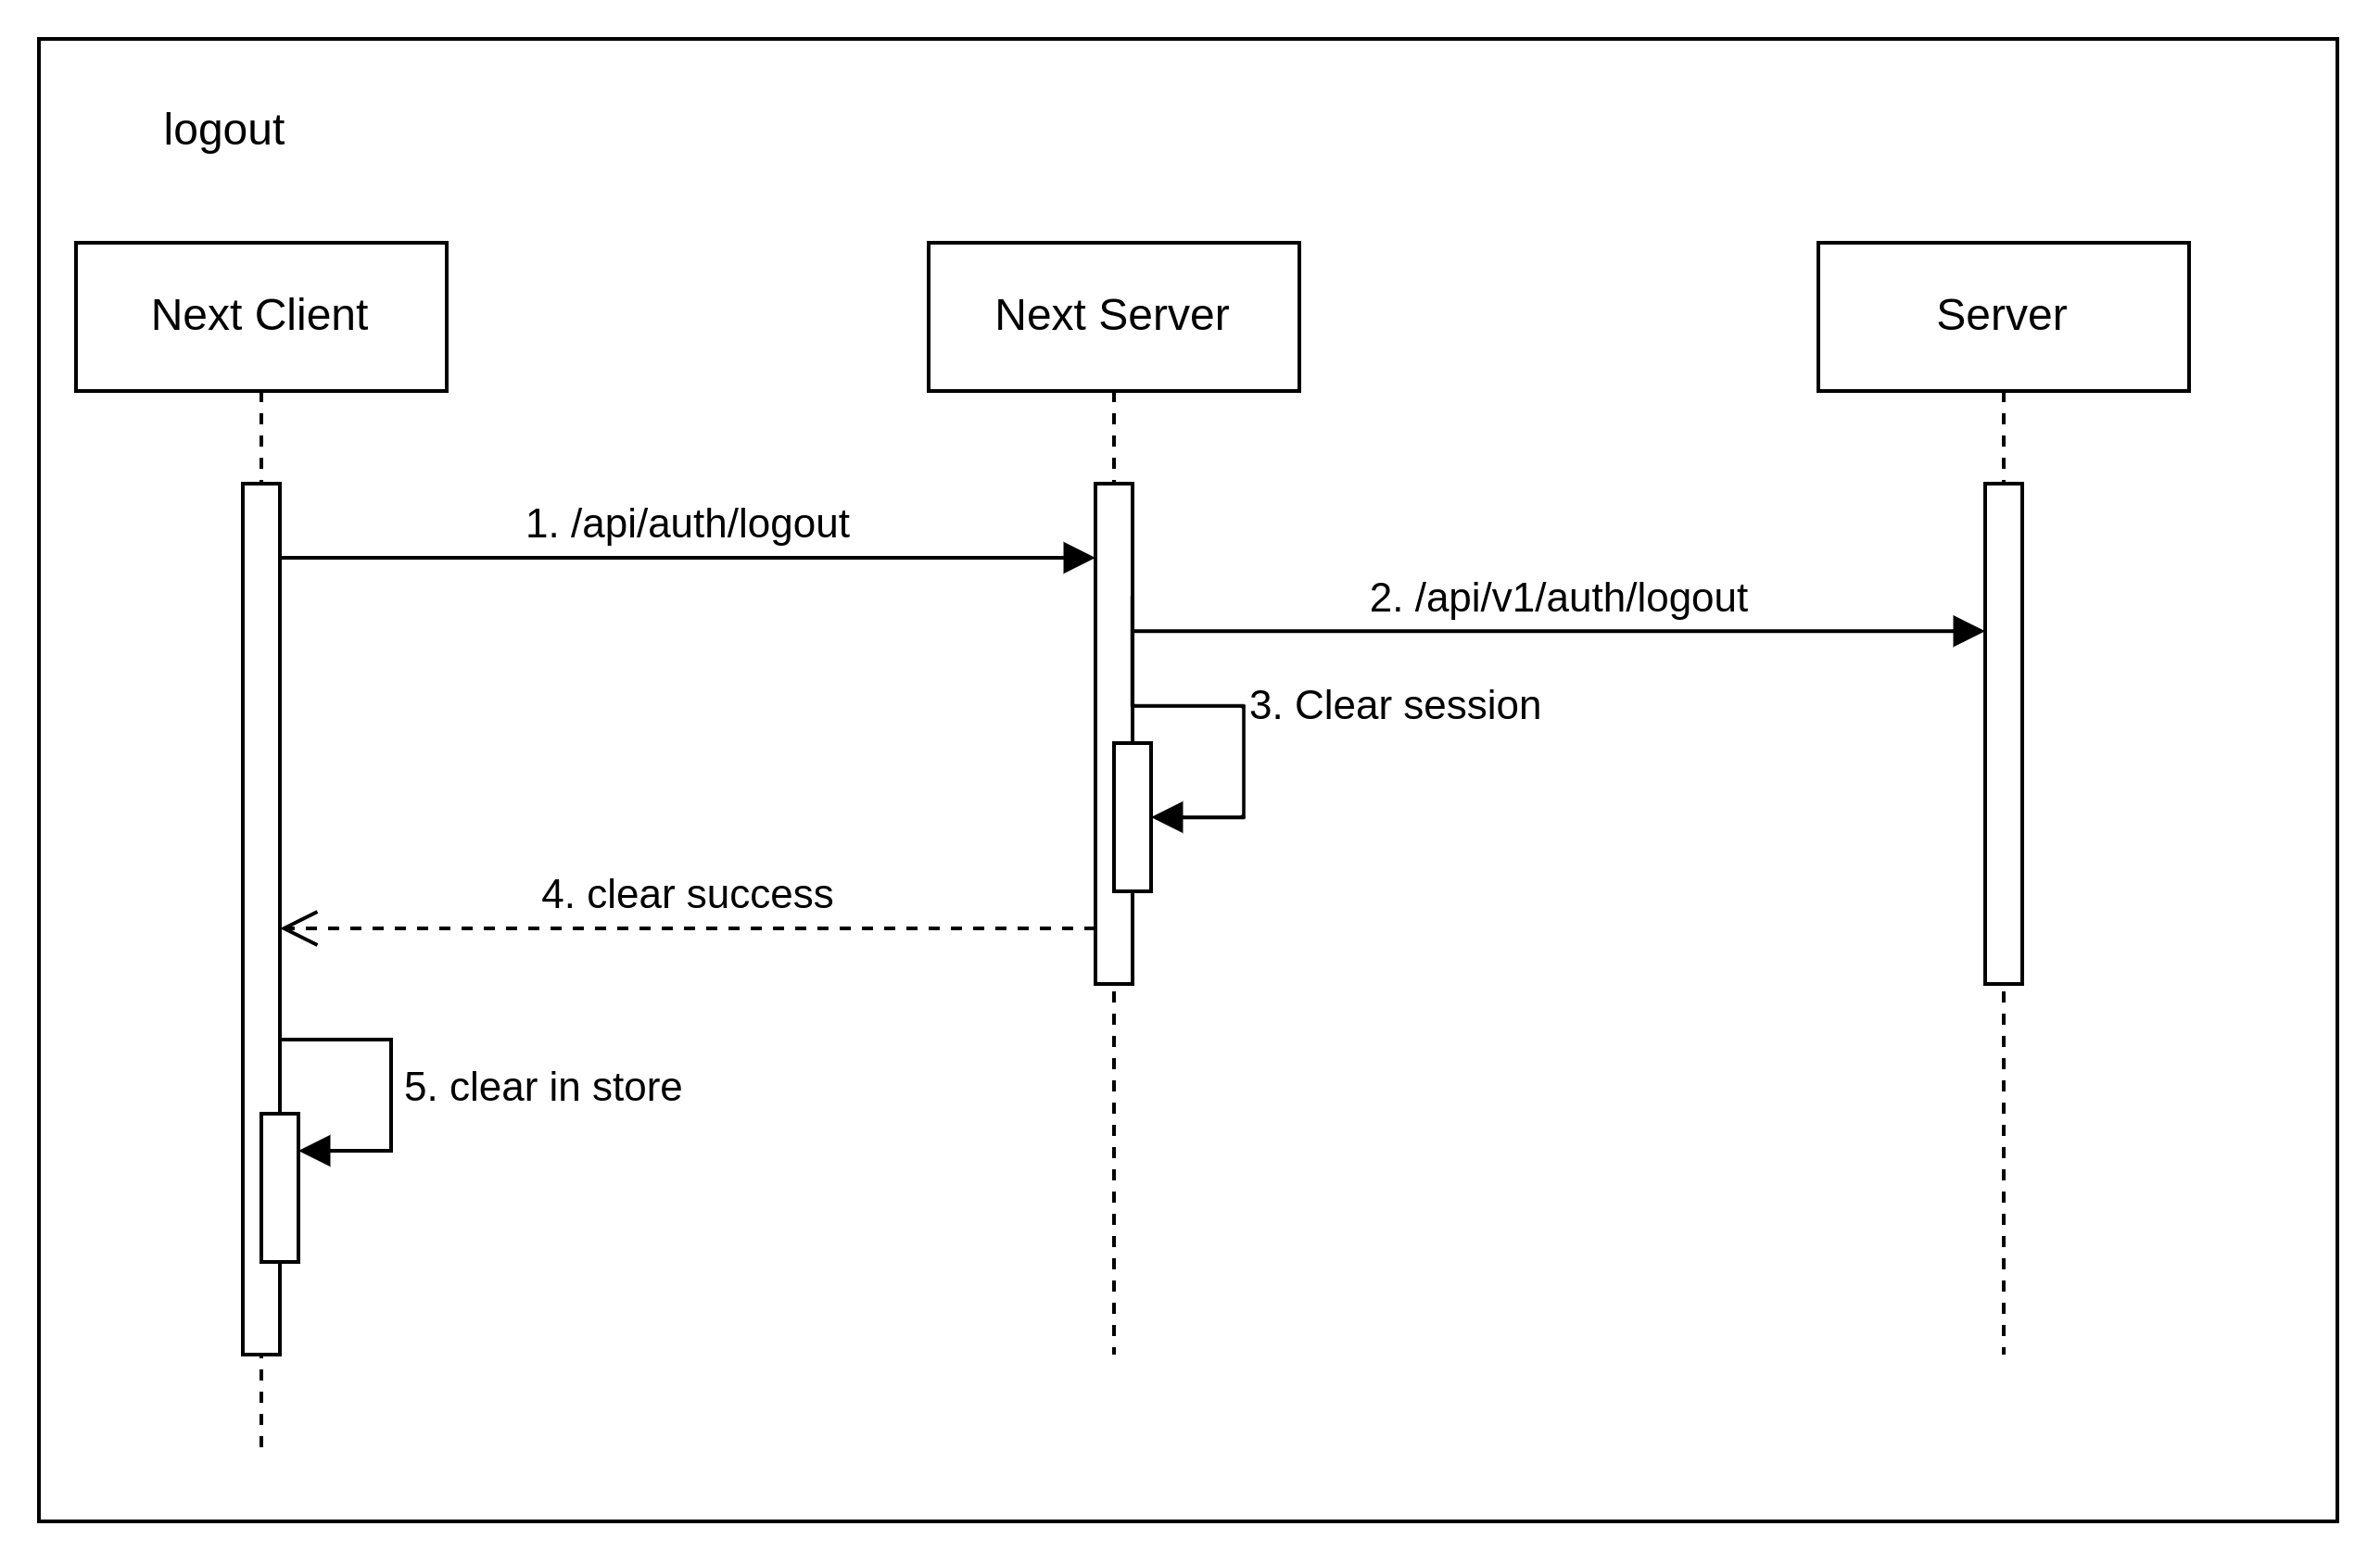 logout
Next Client
Next Server
Server
1. /api/auth/logout
2. /api/v1/auth/logout
3. Clear session
4. clear success
5. clear in store